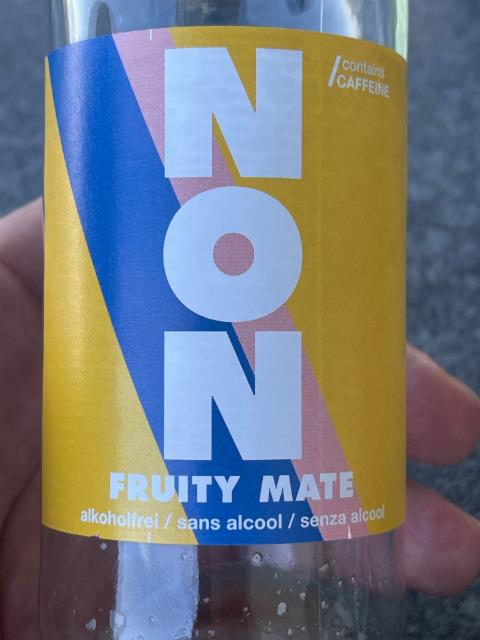 N
O
N
/contains
CAFFEINE
FRUITY MATE
alkoholfrei / sans alcool / senza alcool